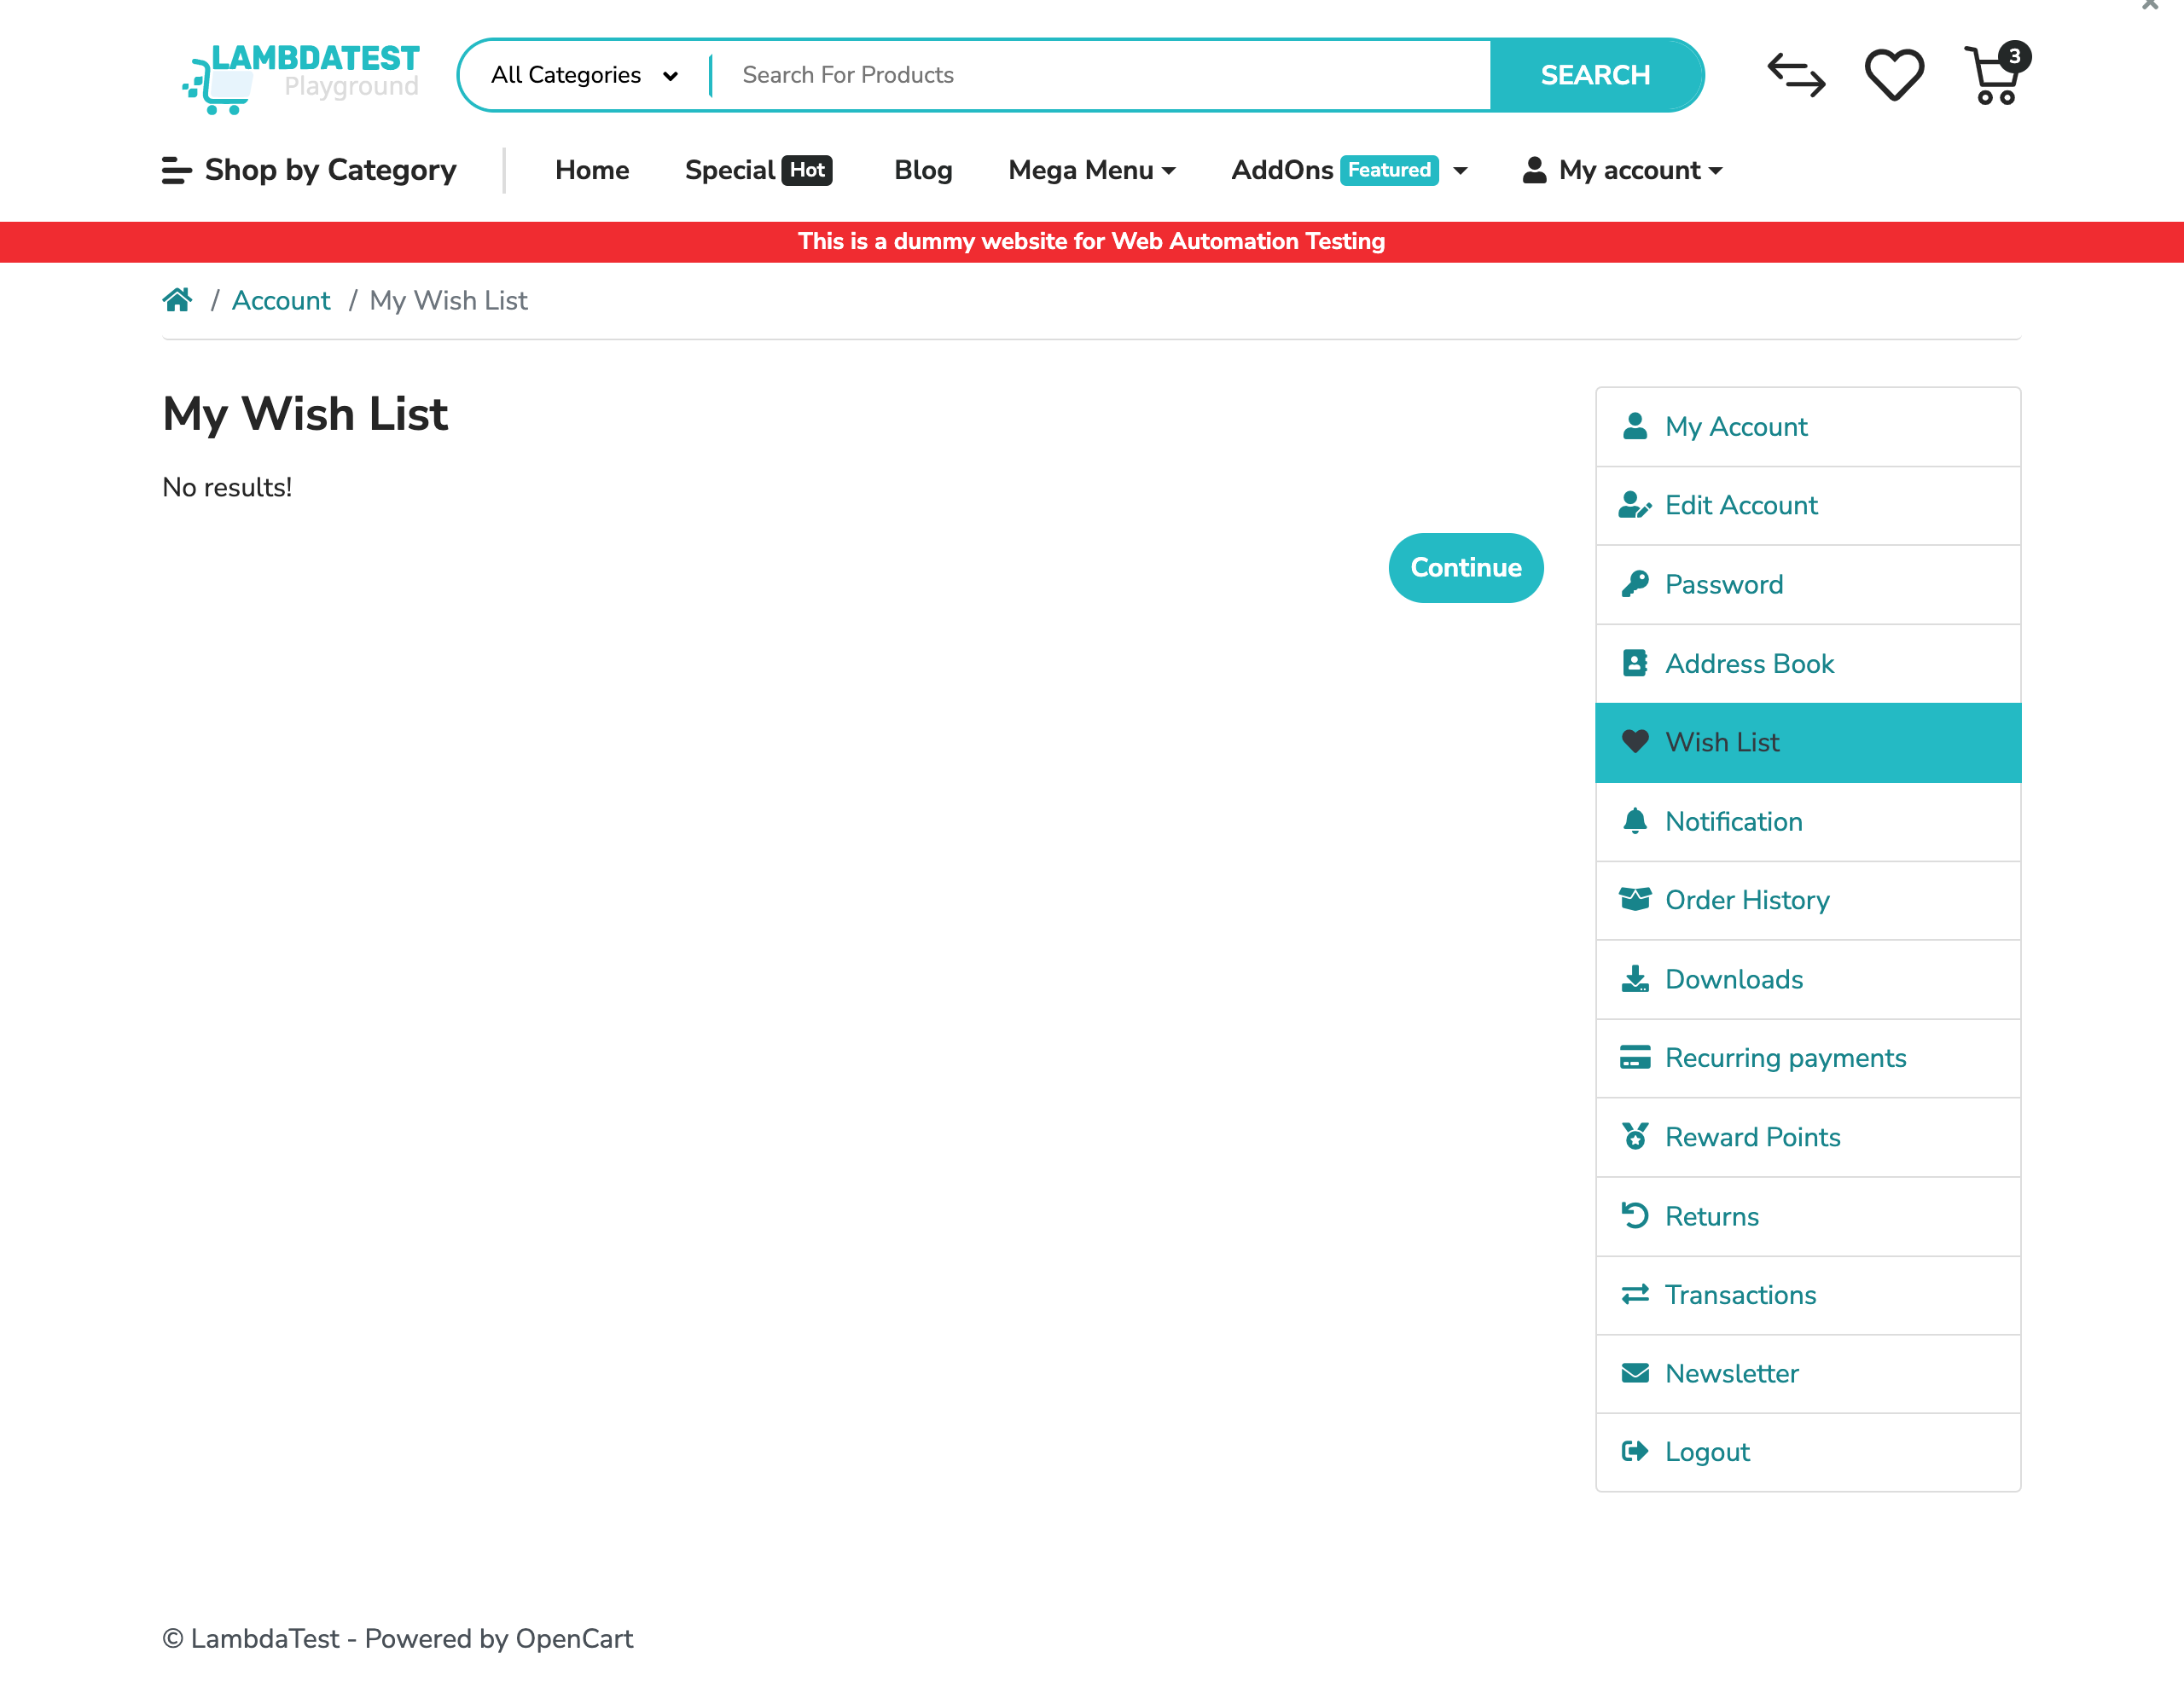 LAMBDATEST
Playground
All Categories
Search For Products
SEARCH
3
Shop by Category
Home
Special Hot
Blog
Mega Menu
AddOns Featured
My account
This is a dummy website for Web Automation Testing
/ Account / My Wish List
My Wish List
No results!
Continue
My Account
Edit Account
Password
Address Book
Wish List
Notification
Order History
Downloads
Recurring payments
Reward Points
Returns
Transactions
Newsletter
Logout
© LambdaTest - Powered by OpenCart